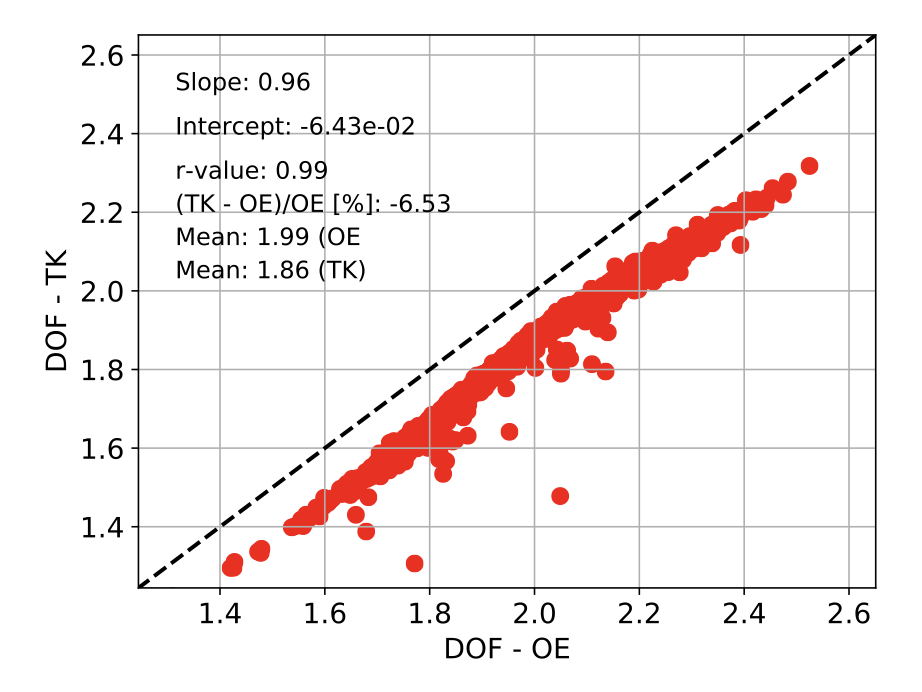 2.6
2.4
2.2
2.0
1.8
1.6
1.4
DOF - TK
Slope: 0.96
Intercept: -6.43e-02
r-value: 0.99
(TK - OE)/OE [%]: -6.53
Mean: 1.99 (OE
Mean: 1.86 (TK)
1.4 1.6 1.8 2.0 2.2 2.4 2.6
DOF - OE